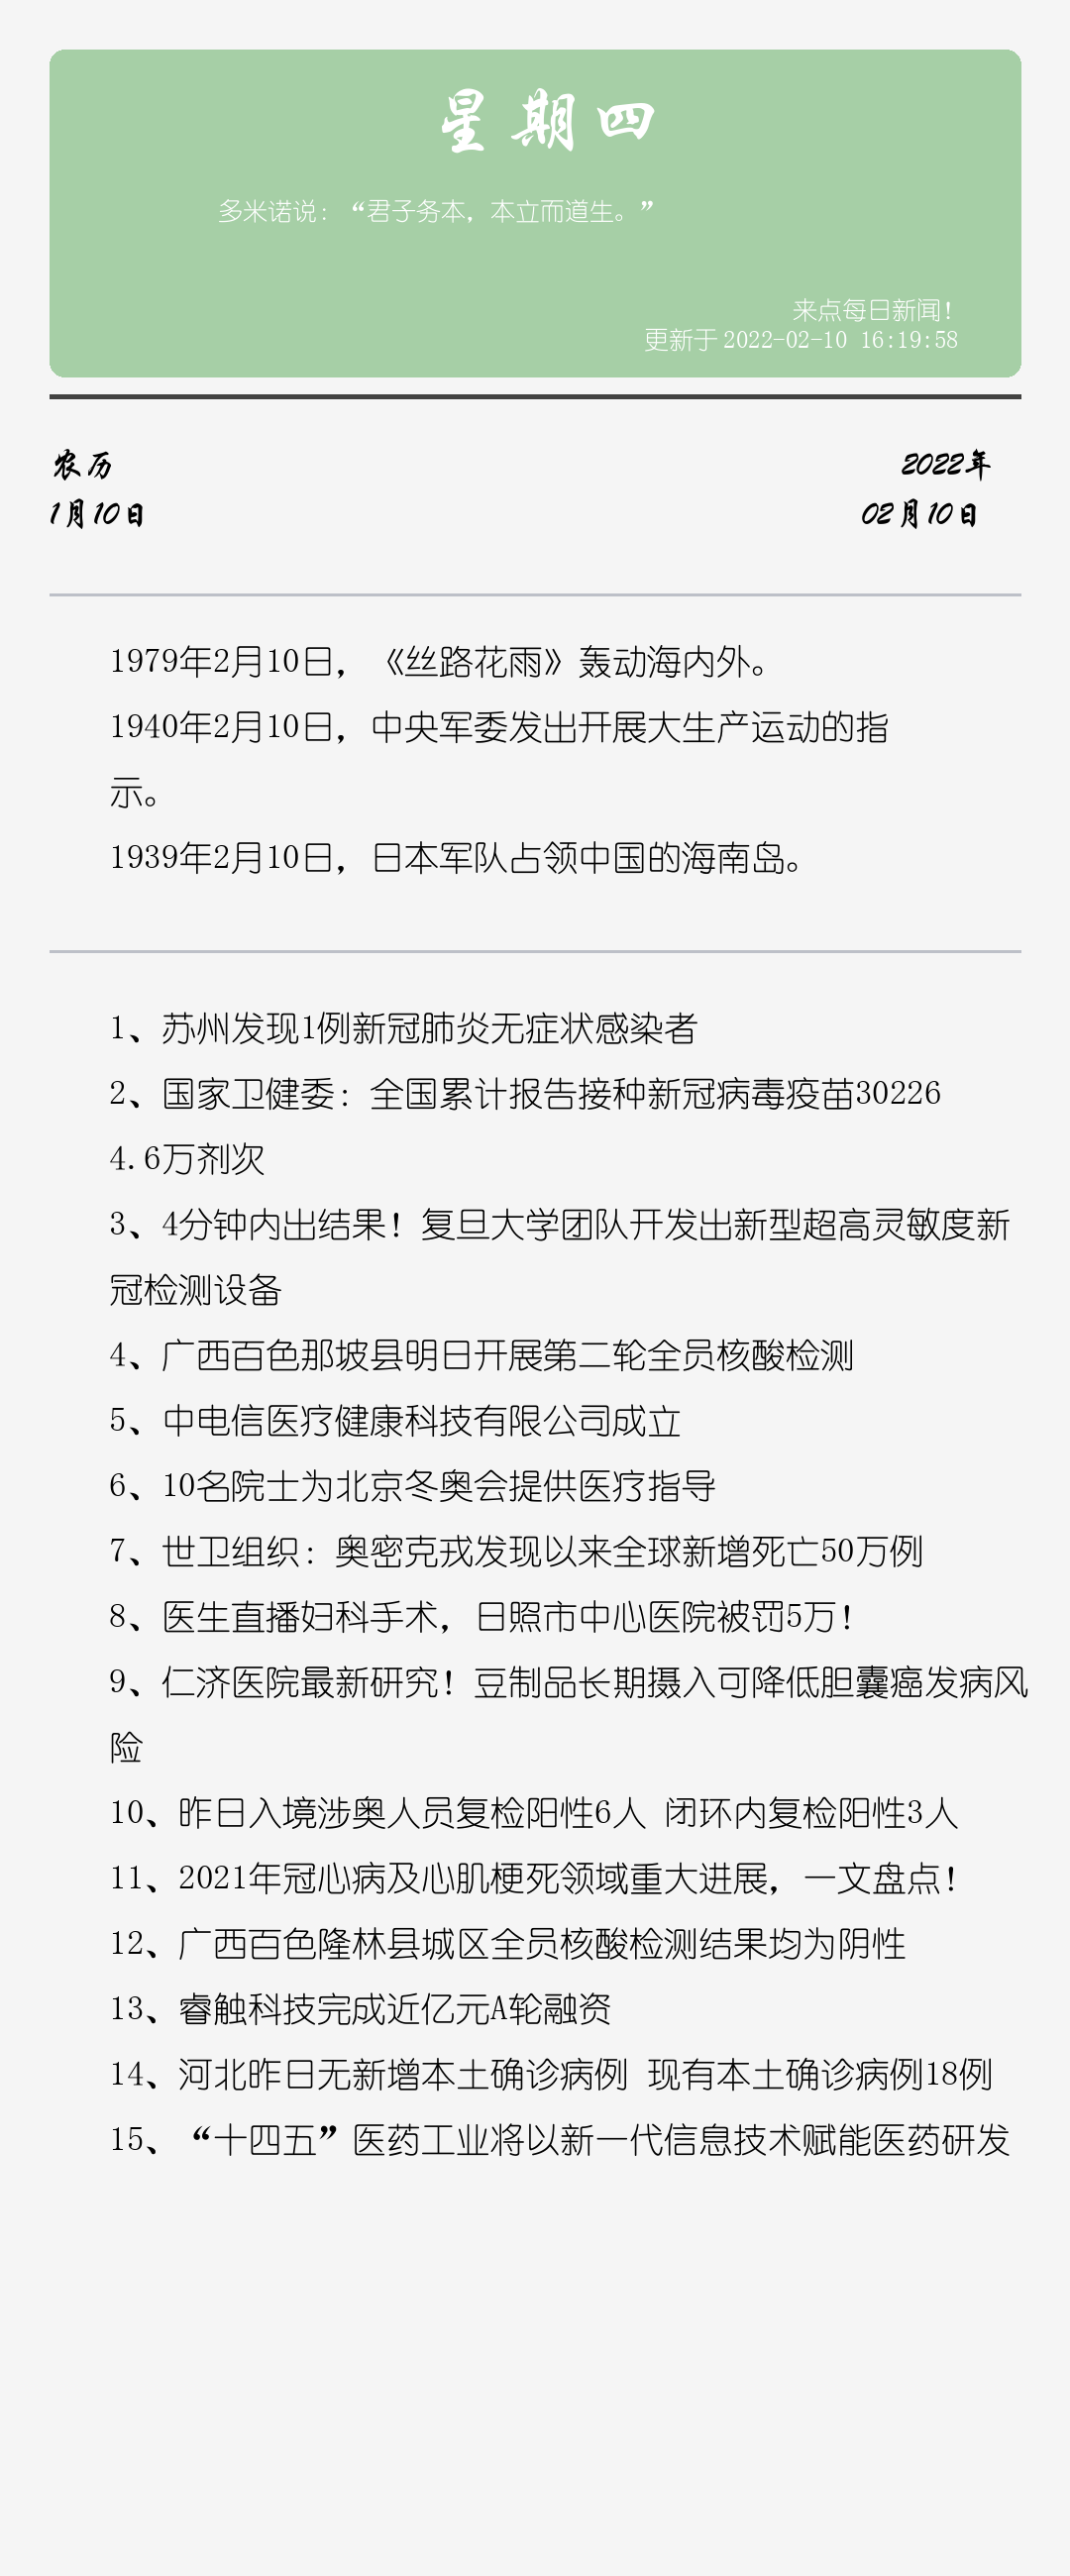 星期四
多米诺说：“君子务本，本立而道生。”
来点每日新闻！
更新于 2022-02-10 16:19:58
农历
2022年
1月10日
02月10日
1979年2月10日，《丝路花雨》轰动海内外。
1940年2月10日，中央军委发出开展大生产运动的指
示。
1939年2月10日，日本军队占领中国的海南岛。
1、苏州发现1例新冠肺炎无症状感染者
2、国家卫健委：全国累计报告接种新冠病毒疫苗30226
4.6万剂次
3、4分钟内出结果！复旦大学团队开发出新型超高灵敏度新
冠检测设备
4、广西百色那坡县明日开展第二轮全员核酸检测
5、中电信医疗健康科技有限公司成立
6、10名院士为北京冬奥会提供医疗指导
7、世卫组织：奥密克戎发现以来全球新增死亡50万例
8、医生直播妇科手术，日照市中心医院被罚5万！
9、仁济医院最新研究！豆制品长期摄入可降低胆囊癌发病风
险
10、昨日入境涉奥人员复检阳性6人 闭环内复检阳性3人
11、2021年冠心病及心肌梗死领域重大进展，一文盘点！
12、广西百色隆林县城区全员核酸检测结果均为阴性
13、睿触科技完成近亿元A轮融资
14、河北昨日无新增本土确诊病例 现有本土确诊病例18例
15、“十四五”医药工业将以新一代信息技术赋能医药研发